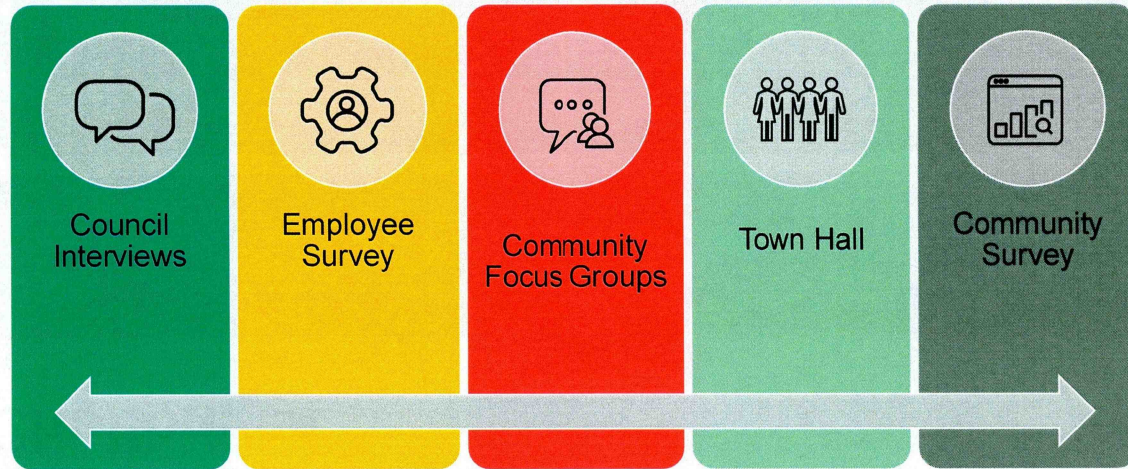 Council
Interviews
Employee
Survey
Community
Focus Groups
Town Hall
Community
Survey